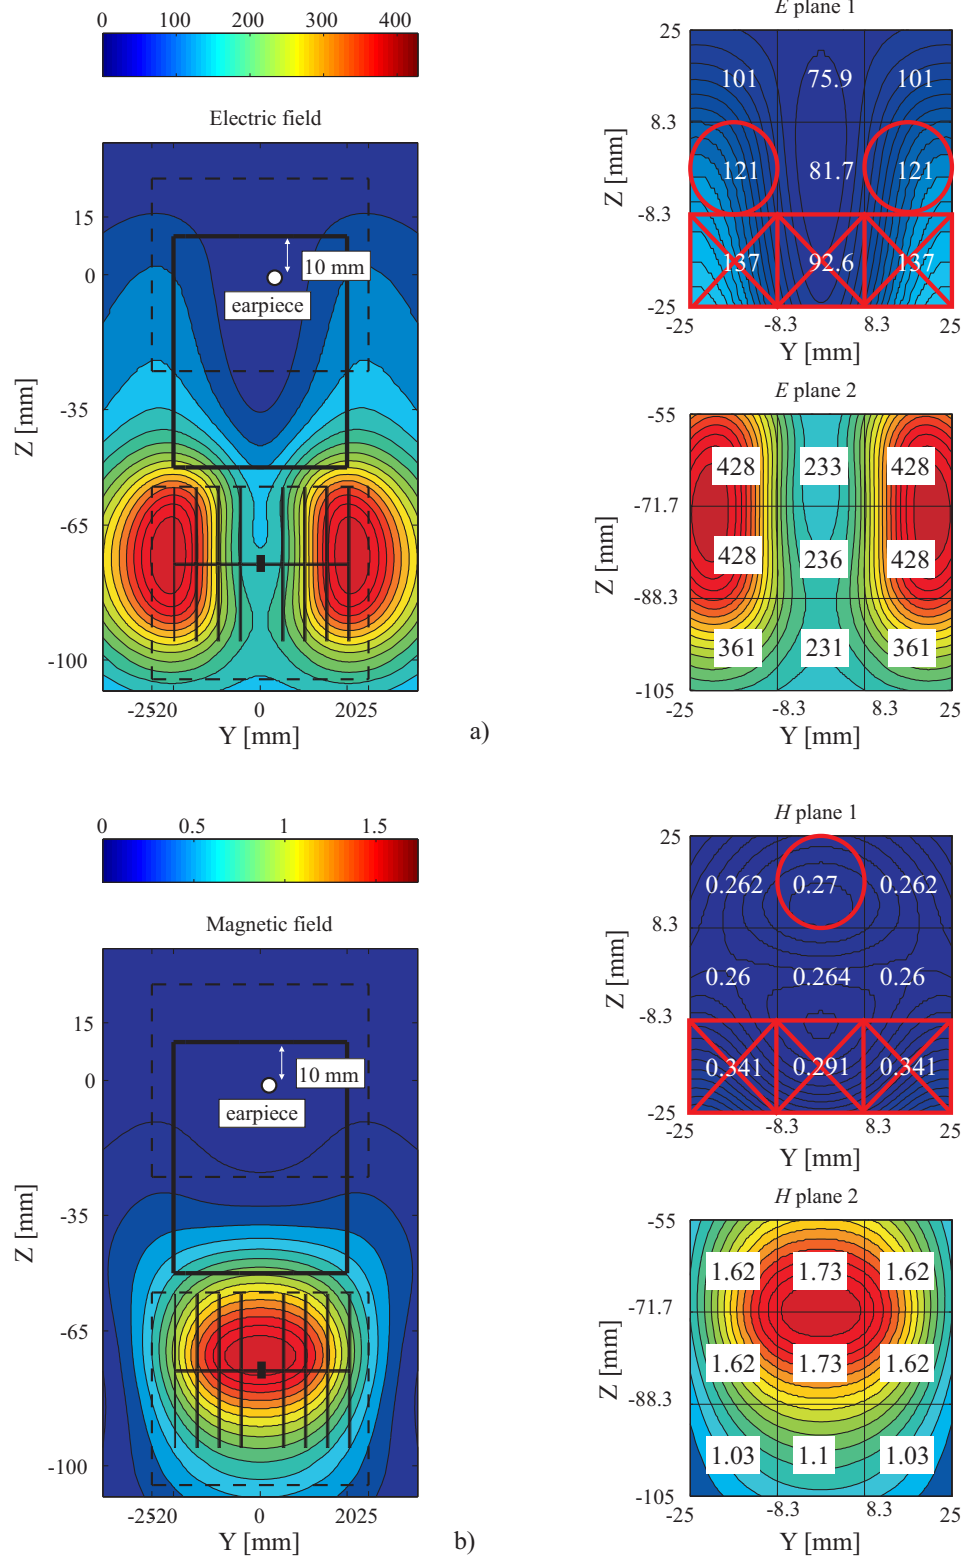 0 100 200 300 400
Electric field
15
0
-35
-65
-100
Z [mm]
10 mm
earpiece
-2520 0 2025
Y [mm]
a)
E plane 1
25
8.3
-8.3
-25
Z [mm]
101 75.9 101
121 81.7 121
137 92.6 137
-25 -8.3 8.3 25
Y [mm]
E plane 2
-55
-71.7
-88.3
-105
Z [mm]
428 233 428
428 236 428
361 231 361
-25 -8.3 8.3 25
Y [mm]
0 0.5 1 1.5
Magnetic field
15
0
-35
-65
-100
Z [mm]
10 mm
earpiece
-2520 0 2025
Y [mm]
b)
H plane 1
25
8.3
-8.3
-25
Z [mm]
0.262 0.27 0.262
0.26 0.264 0.26
0.341 0.291 0.341
-25 -8.3 8.3 25
Y [mm]
H plane 2
-55
-71.7
-88.3
-105
Z [mm]
1.62 1.73 1.62
1.62 1.73 1.62
1.03 1.1 1.03
-25 -8.3 8.3 25
Y [mm]